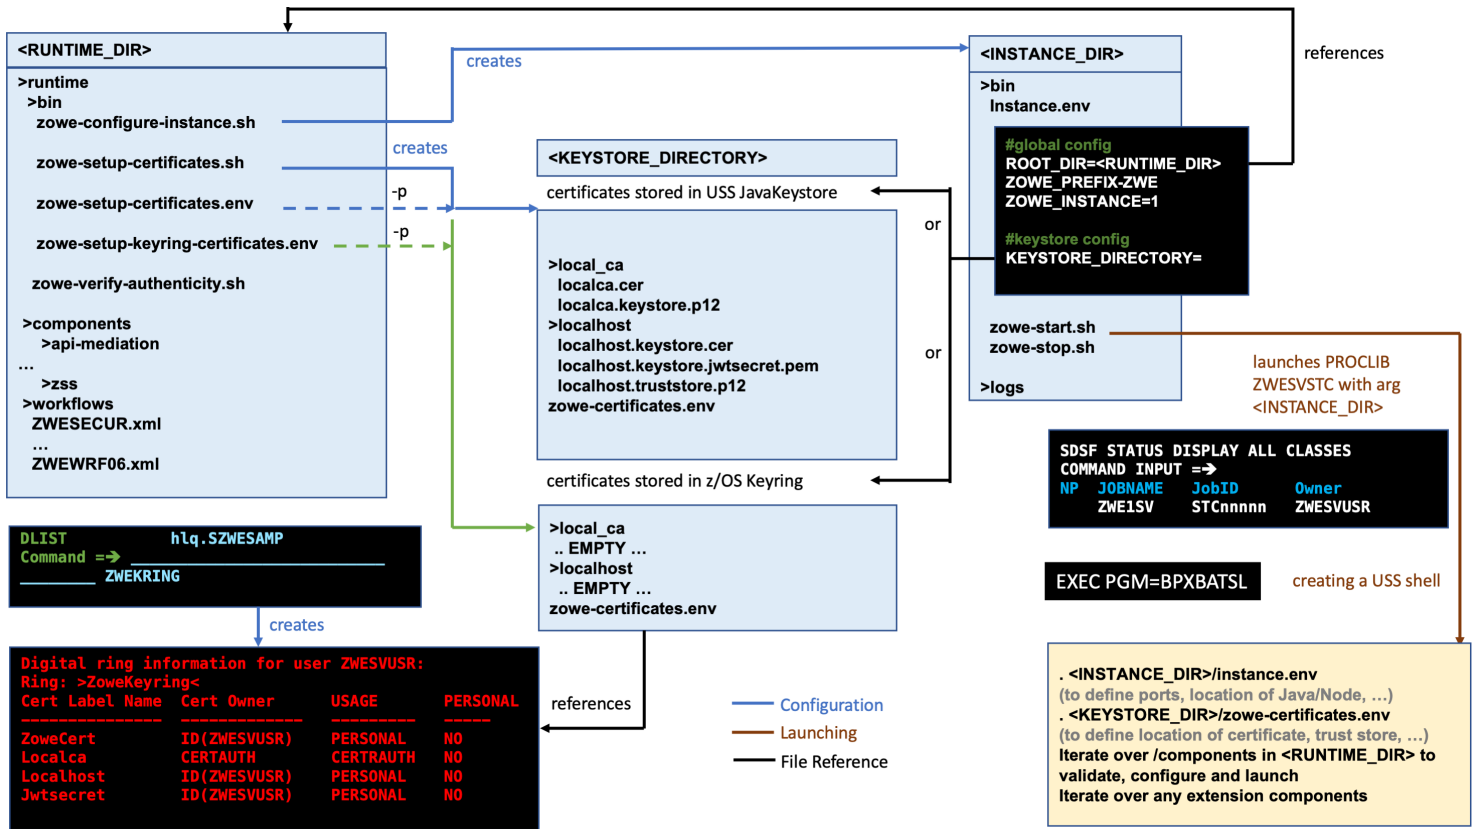 <RUNTIME_DIR>
>runtime
>bin
zowe-configure-instance.sh
zowe-setup-certificates.sh
zowe-setup-certificates.env
zowe-setup-keyring-certificates.env
zowe-verify-authenticity.sh
>components
>api-mediation
...
>zss
>workflows
ZWESECUR.xml
...
ZWEWRF06.xml
creates
creates
-p
-p
<KEYSTORE_DIRECTORY>
certificates stored in USS JavaKeystore
>local_ca
localca.cer
localca.keystore.p12
>localhost
localhost.keystore.cer
localhost.keystore.jwtsecret.pem
localhost.truststore.p12
zowe-certificates.env
certificates stored in z/OS Keyring
>local_ca
.. EMPTY ...
>localhost
.. EMPTY ...
zowe-certificates.env
references
or
or
<INSTANCE_DIR>
>bin
Instance.env
#global config
ROOT_DIR=<RUNTIME_DIR>
ZOWE_PREFIX-ZWE
ZOWE_INSTANCE=1
#keystore config
KEYSTORE_DIRECTORY=
zowe-start.sh
zowe-stop.sh
>logs
references
launches PROCLIB
ZWESVSTC with arg
<INSTANCE_DIR>
SDSF STATUS DISPLAY ALL CLASSES
COMMAND INPUT =➔
NP JOBNAME JobID Owner
ZWE1SV STCnnnnn ZWESVUSR
EXEC PGM=BPXBATSL
creating a USS shell
. <INSTANCE_DIR>/instance.env
(to define ports, location of Java/Node, ...)
. <KEYSTORE_DIR>/zowe-certificates.env
(to define location of certificate, trust store, ...)
Iterate over /components in <RUNTIME_DIR> to
validate, configure and launch
Iterate over any extension components
DLIST hlq.SZWESAMP
Command =➔ ___________________________
________ ZWEKRING
creates
Digital ring information for user ZWESVUSR:
Ring: >ZoweKeyring<
Cert Label Name Cert Owner USAGE PERSONAL
--------------- ------------- --------- -----
ZoweCert ID(ZWESVUSR) PERSONAL NO
Localca CERTAUTH CERTRAUTH NO
Localhost ID(ZWESVUSR) PERSONAL NO
Jwtsecret ID(ZWESVUSR) PERSONAL NO
Configuration
Launching
File Reference